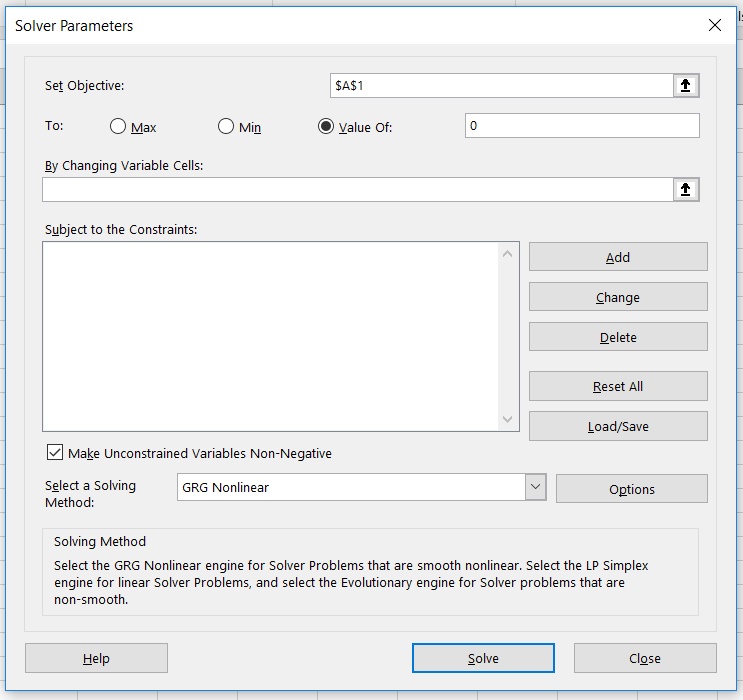 Solver Parameters
Set Objective:
$A$1
To:
Max
Min
Value Of:
0
By Changing Variable Cells:
Subject to the Constraints:
Add
Change
Delete
Reset All
Load/Save
Make Unconstrained Variables Non-Negative
Select a Solving
Method:
GRG Nonlinear
Options
Solving Method
Select the GRG Nonlinear engine for Solver Problems that are smooth nonlinear. Select the LP Simplex
engine for linear Solver Problems, and select the Evolutionary engine for Solver problems that are
non-smooth.
Help
Solve
Close